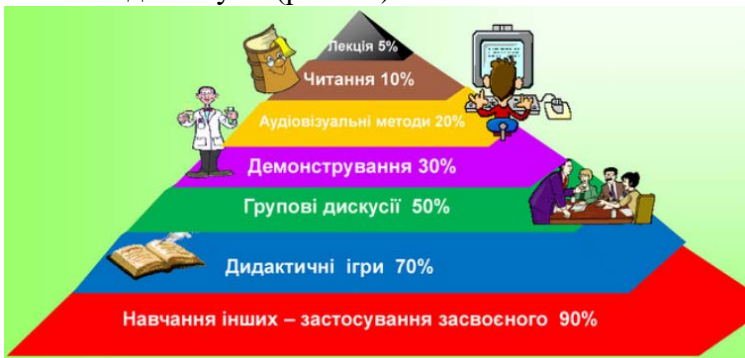 Лекція 5%
Читання 10%
Аудіовізуальні методи 20%
Демонстрування 30%
Групові дискусії 50%
Дидактичні ігри 70%
Навчання інших – застосування засвоєного 90%